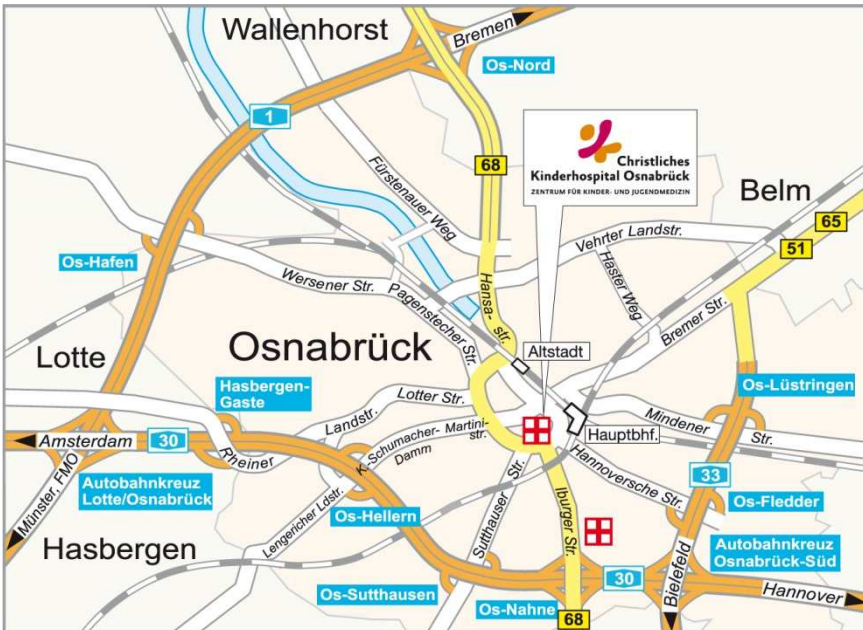 Wallenhorst
Bremen
Os-Nord
1
68
Christliches
Kinderhospital Osnabrück
ZENTRUM FÜR KINDER- UND JUGENDMEDIZIN
Belm
65
51
Fürstenauer Weg
Vehrter Landstr.
Haster Weg
Os-Hafen
Wersener Str.
Pagenstecher Str.
Hansa-
str.
Bremer Str.
Osnabrück
Altstadt
Lotte
Hasbergen-
Gaste
Lotter Str.
Os-Lüstringen
Landstr.
Rheiner
K.-Schumacher-
Damm
Martini-
str.
Hauptbhf.
Mindener
Str.
Amsterdam
30
Münster, FMO
Autobahnkreuz
Lotte/Osnabrück
Hannoversche Str.
33
Os-Fledder
Lengericher Ldstr.
Os-Hellern
Sutthauser Str.
Iburger Str.
Hasbergen
Autobahnkreuz
Osnabrück-Süd
Os-Sutthausen
Os-Nahne
30
68
Bielefeld
Hannover